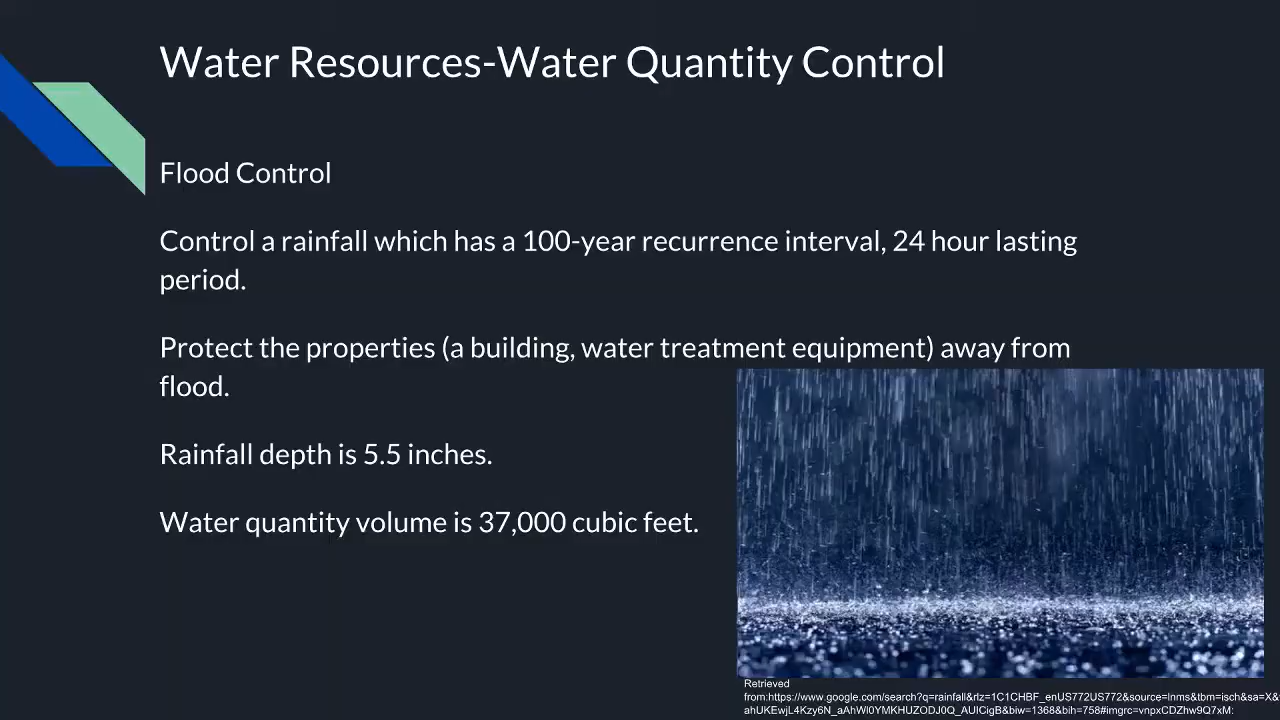 Water Resources-Water Quantity Control
Flood Control
Control a rainfall which has a 100-year recurrence interval, 24 hour lasting
period.
Protect the properties (a building, water treatment equipment) away from
flood.
Rainfall depth is 5.5 inches.
Water quantity volume is 37,000 cubic feet.
Retrieved
from:https://www.google.com/search?q=rainfall&rlz=1C1CHBF_enUS772US772&source=lnms&tbm=isch&sa=X&
ahUKEwjL4Kzy6N_aAhWl0YMKHUZODJ0Q_AUICigB&biw=1368&bih=758#imgrc=vnpxCDZhw9Q7xM: